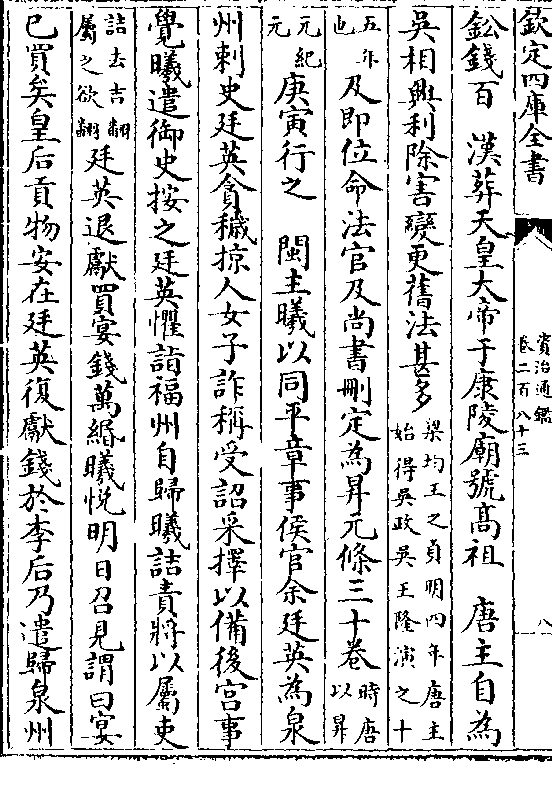 欽定四庫全書
資治通鑑
卷二百八十三
八
鈆錢百　漢葬天皇大帝于康陵廟號髙祖　唐主自為
吳相興利除害變更舊法甚多
梁均王之貞明四年唐主
始得吳政吳王隆演之十
五年
也
及即位命法官及尚書刪定為昇元條三十卷
時唐
以昇
元紀
元
庚寅行之　閩主曦以同平章事侯官余廷英為泉
州刺史廷英貪穢掠人女子詐稱受詔采擇以備後宫事
覺曦遣御史按之廷英懼詣福州自歸曦詰責將以屬吏
詰去吉翻
屬之欲翻
廷英退獻買宴錢萬緡曦悦明日召見謂曰宴
已買矣皇后貢物安在廷英復獻錢於李后乃遣歸泉州